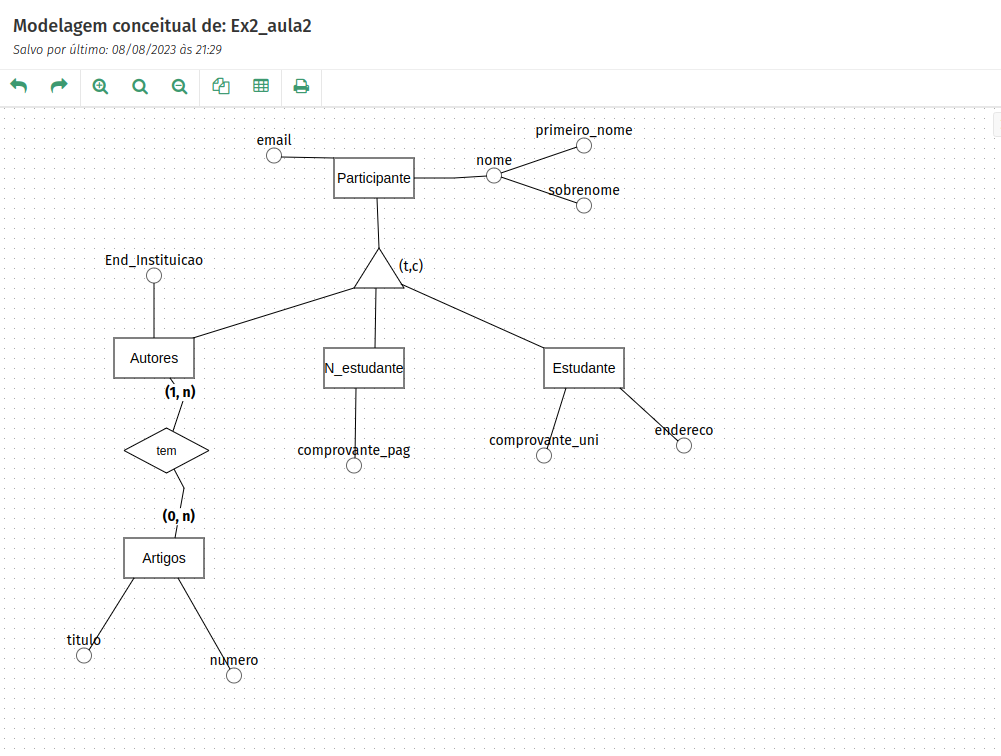 Modelagem conceitual de: Ex2_aula2
Salvo por último: 08/08/2023 às 21:29
primeiro_nome
email
nome
Participante
sobrenome
End_Instituicao
(t,c)
Autores
N_estudante
Estudante
(1, n)
endereco
comprovante_uni
comprovante_pag
tem
(0, n)
Artigos
titulo
numero